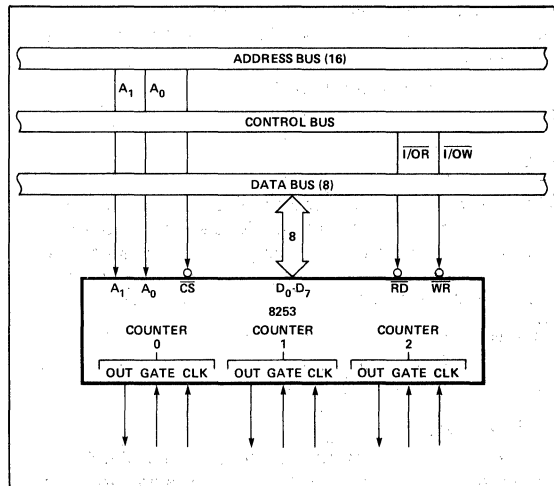 ADDRESS BUS (16)
A1 A0
CONTROL BUS
I/OR I/OW
DATA BUS (8)
8
A1 A0 CS D0-D7 RD WR
8253
COUNTER COUNTER COUNTER
0 1 2
OUT GATE CLK OUT GATE CLK OUT GATE CLK